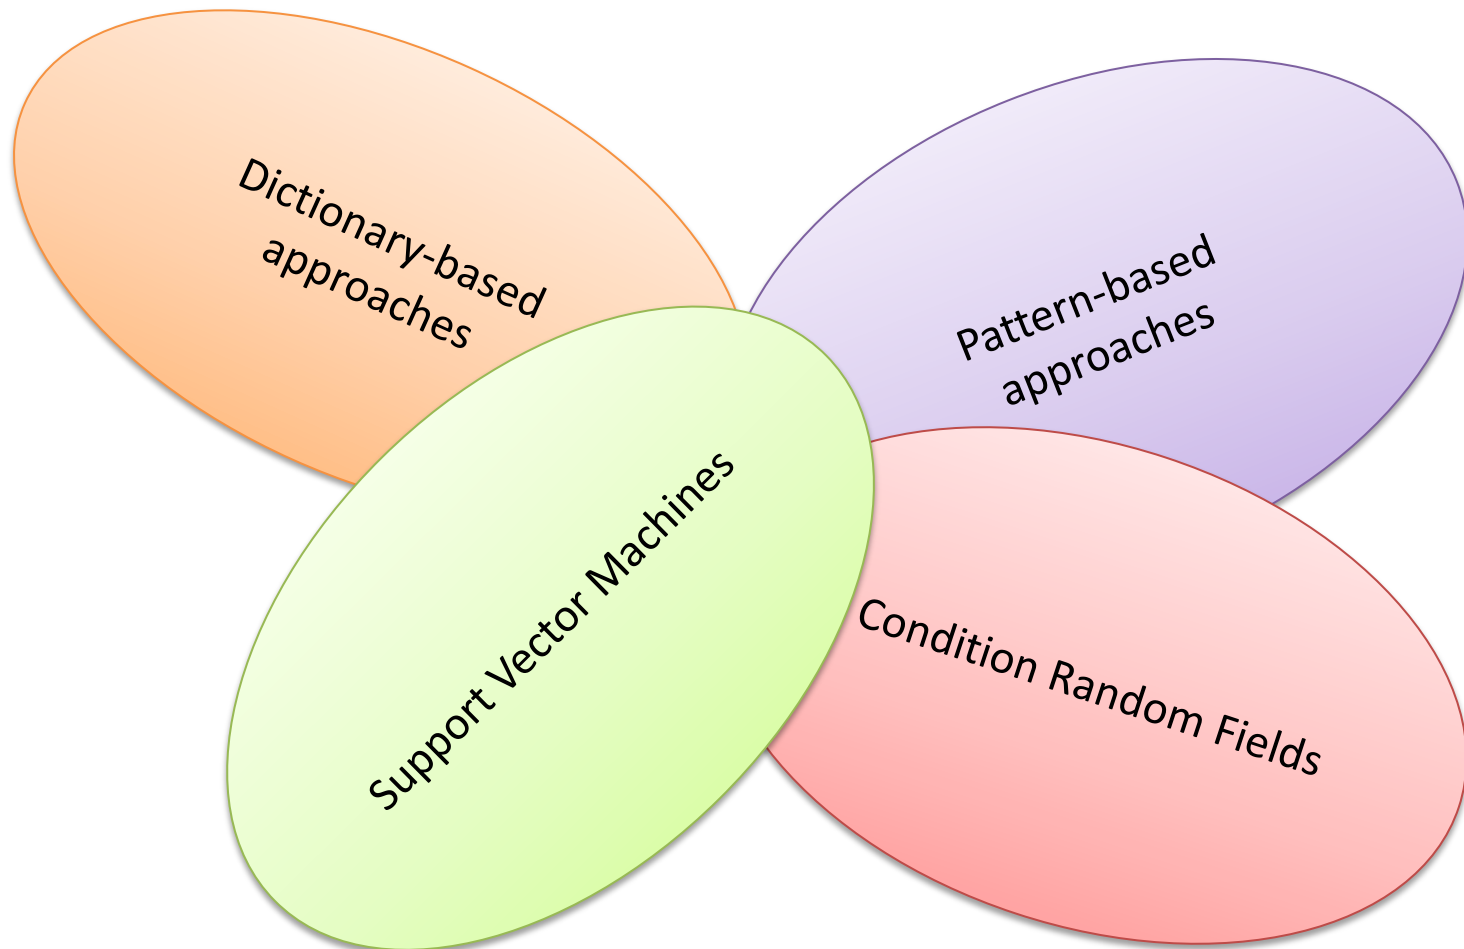 Dictionary-based
approaches
Pattern-based
approaches
Support Vector Machines
Condition Random Fields